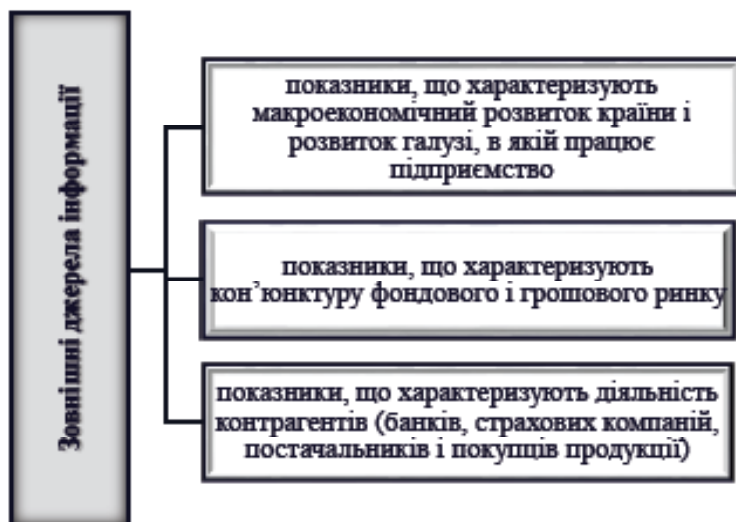 Зовнішні джерела інформації
показники, що характеризують
макроекономічний розвиток країни і
розвиток галузі, в якій працює
підприємство
показники, що характеризують
кон’юнктуру фондового і грошового ринку
показники, що характеризують діяльність
контрагентів (банків, страхових компаній,
постачальників і покупців продукції)